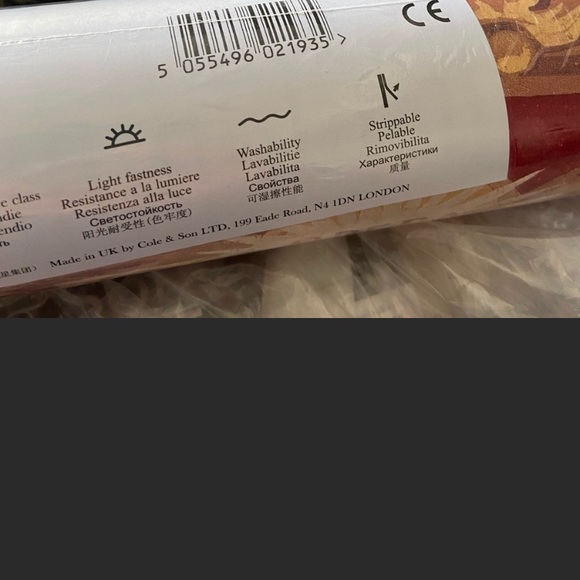 5 055496 021935 >
CE
Light fastness
Resistance a la lumiere
Resistenza alla luce
Светостойкость
阳光耐受性(色牢度)
Washability
Lavabilitie
Lavabilita
Свойства
可湿擦性能
Strippable
Pelable
Rimovibilita
Характеристики
质量
class
Made in UK by Cole & Son LTD, 199 Eade Road, N4 1DN LONDON